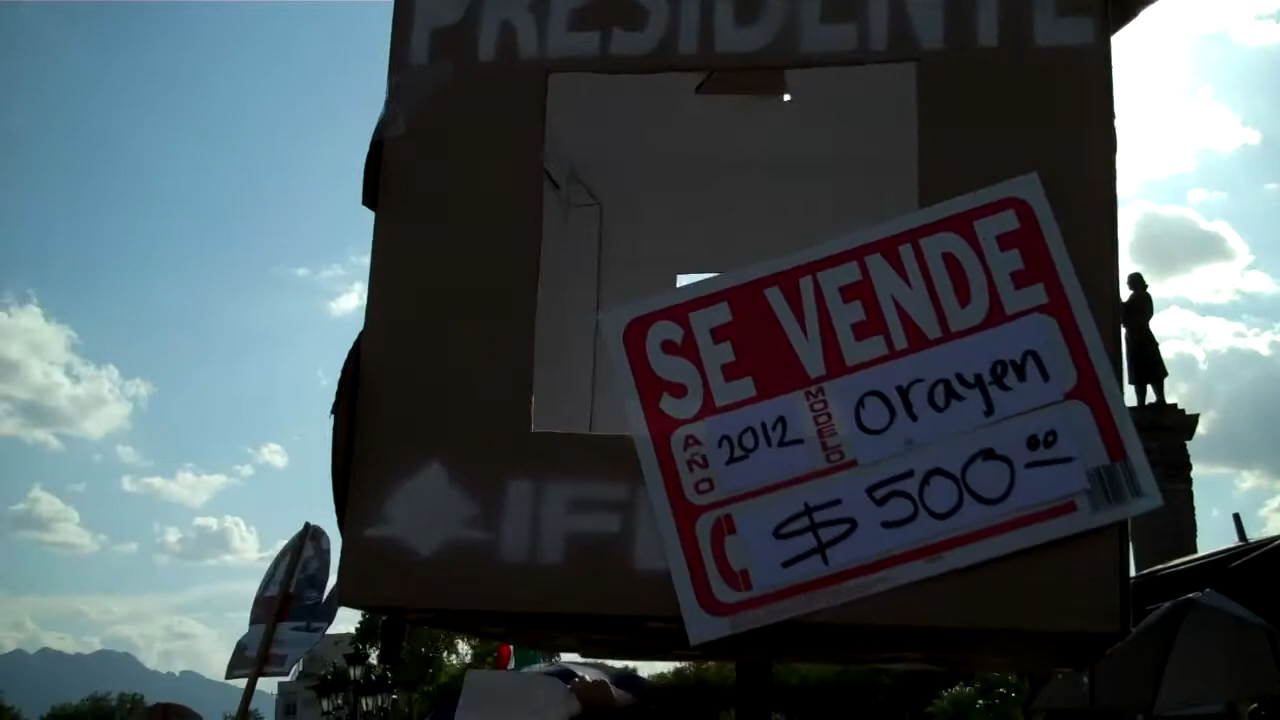 PRESIDENTE
SE VENDE
AÑO 2012 MODELO Orayen
$500.00
IFE